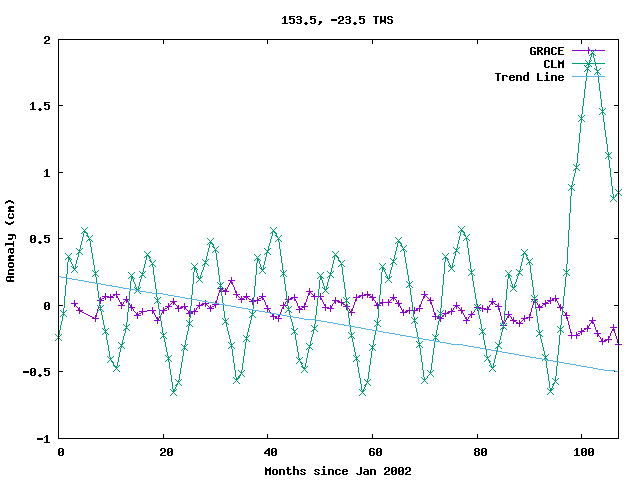 153.5, -23.5 TWS
GRACE
CLM
Trend Line
2
1.5
1
0.5
0
-0.5
-1
Anomaly (cm)
0 20 40 60 80 100
Months since Jan 2002